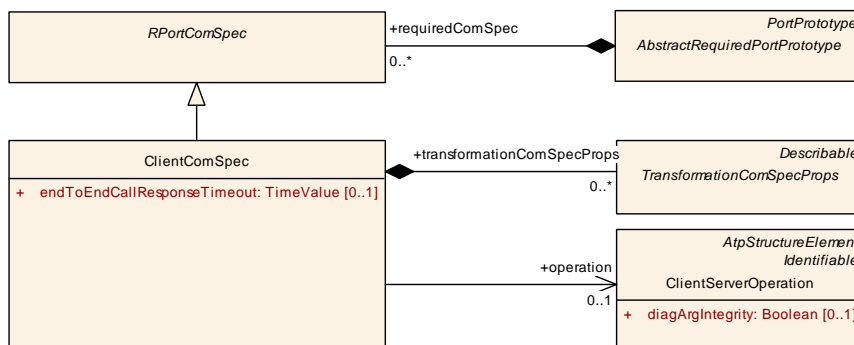 RPortComSpec
+requiredComSpec
0..*
PortPrototype
AbstractRequiredPortPrototype
ClientComSpec
+ endToEndCallResponseTimeout: TimeValue [0..1]
+transformationComSpecProps
0..*
Describable
TransformationComSpecProps
+operation
0..1
AtpStructureElement
Identifiable
ClientServerOperation
+ diagArgIntegrity: Boolean [0..1]